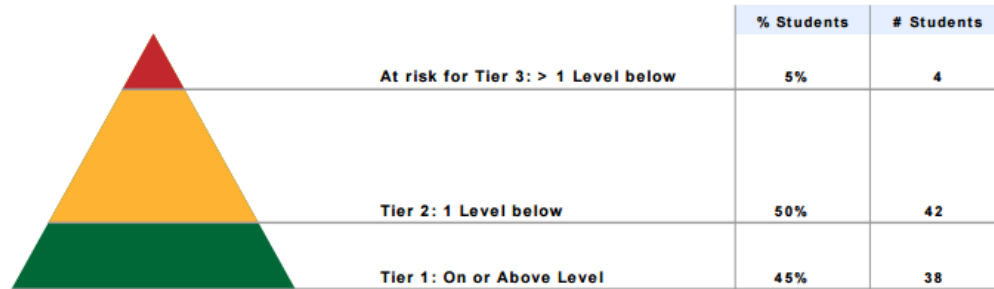 % Students # Students
At risk for Tier 3: > 1 Level below 5% 4
Tier 2: 1 Level below 50% 42
Tier 1: On or Above Level 45% 38